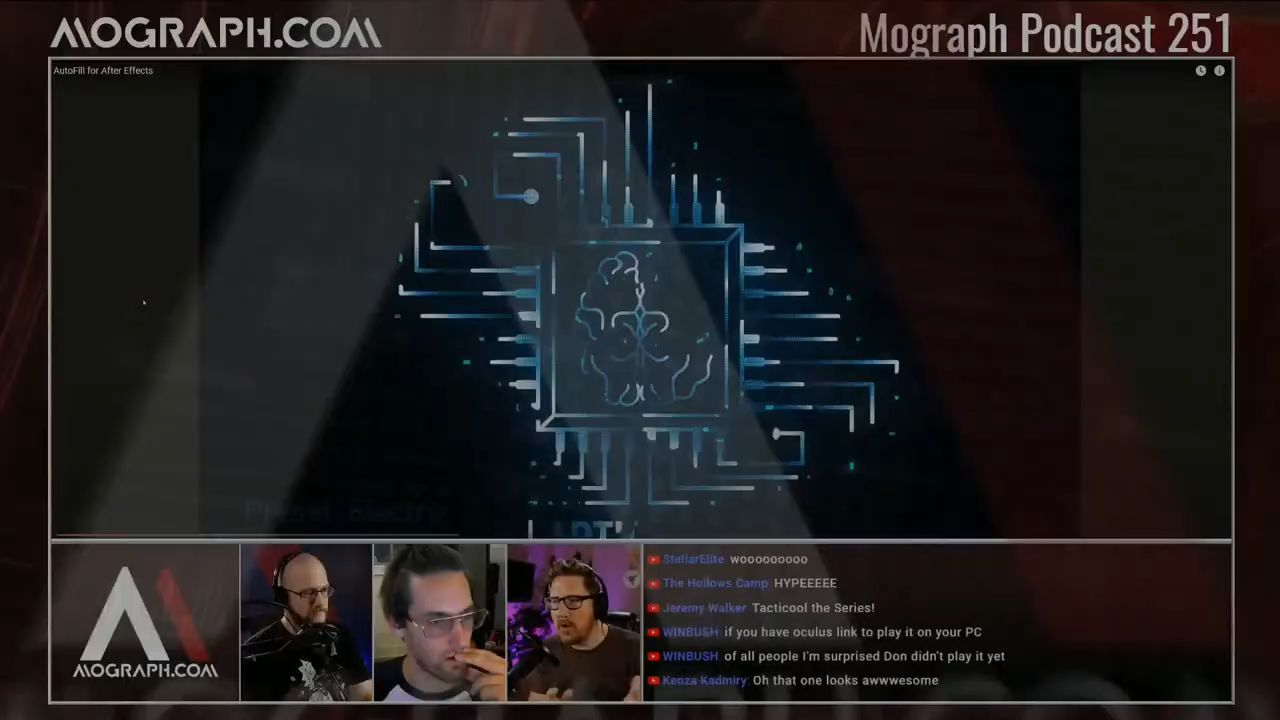 MOGRAPH.COM
Mograph Podcast 251
AutoFill for After Effects
MOGRAPH.COM
StellarElite wooooooooo
The Hollows Camp HYPEEEEE
Jeremy Walker Tacticool the Series!
WINBUSH if you have oculus link to play it on your PC
WINBUSH of all people I'm surprised Don didn't play it yet
Kenza Kadmiry Oh that one looks awwwesome